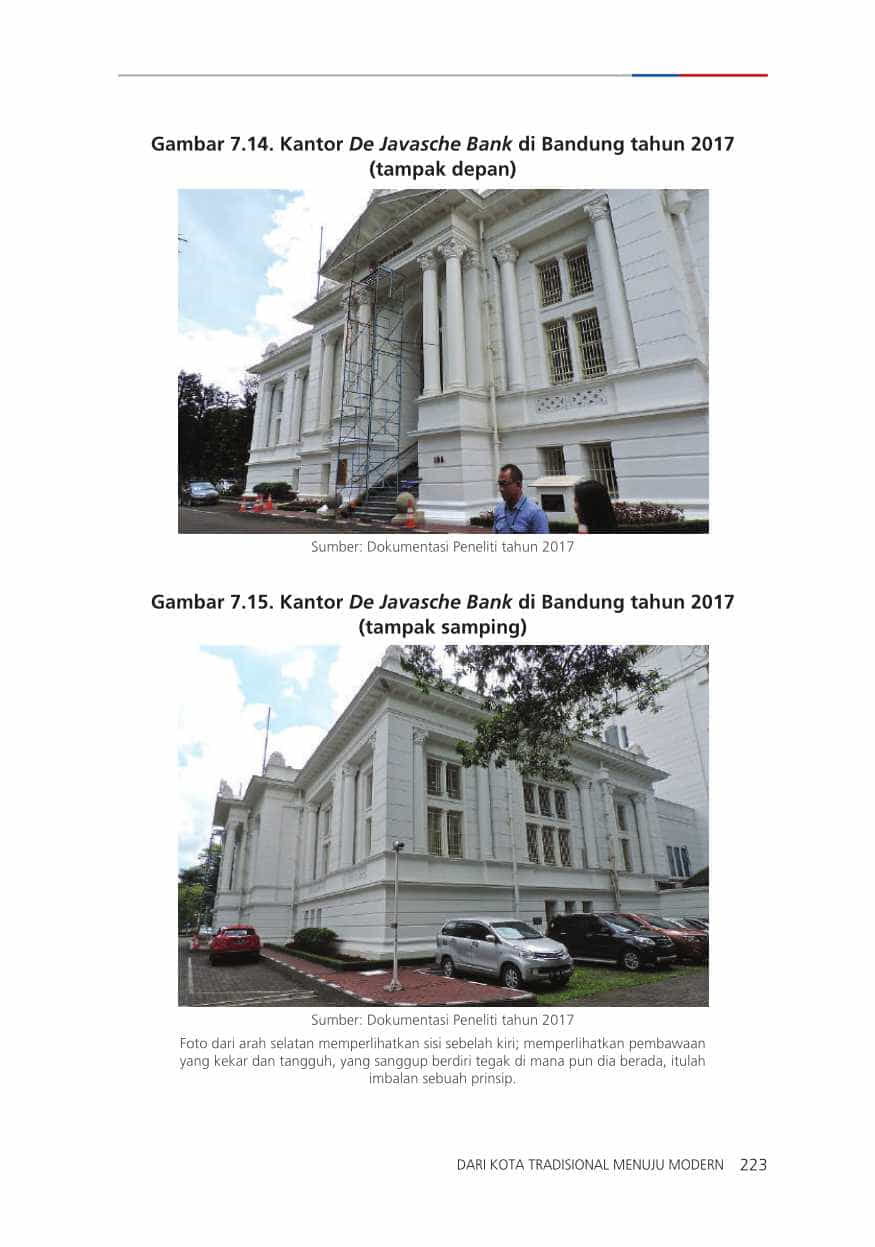 Gambar 7.14. Kantor De Javasche Bank di Bandung tahun 2017
(tampak depan)
Sumber: Dokumentasi Peneliti tahun 2017
Gambar 7.15. Kantor De Javasche Bank di Bandung tahun 2017
(tampak samping)
Sumber: Dokumentasi Peneliti tahun 2017
Foto dari arah selatan memperlihatkan sisi sebelah kiri; memperlihatkan pembawaan
yang kekar dan tangguh, yang sanggup berdiri tegak di mana pun dia berada, itulah
imbalan sebuah prinsip.
DARI KOTA TRADISIONAL MENUJU MODERN 223